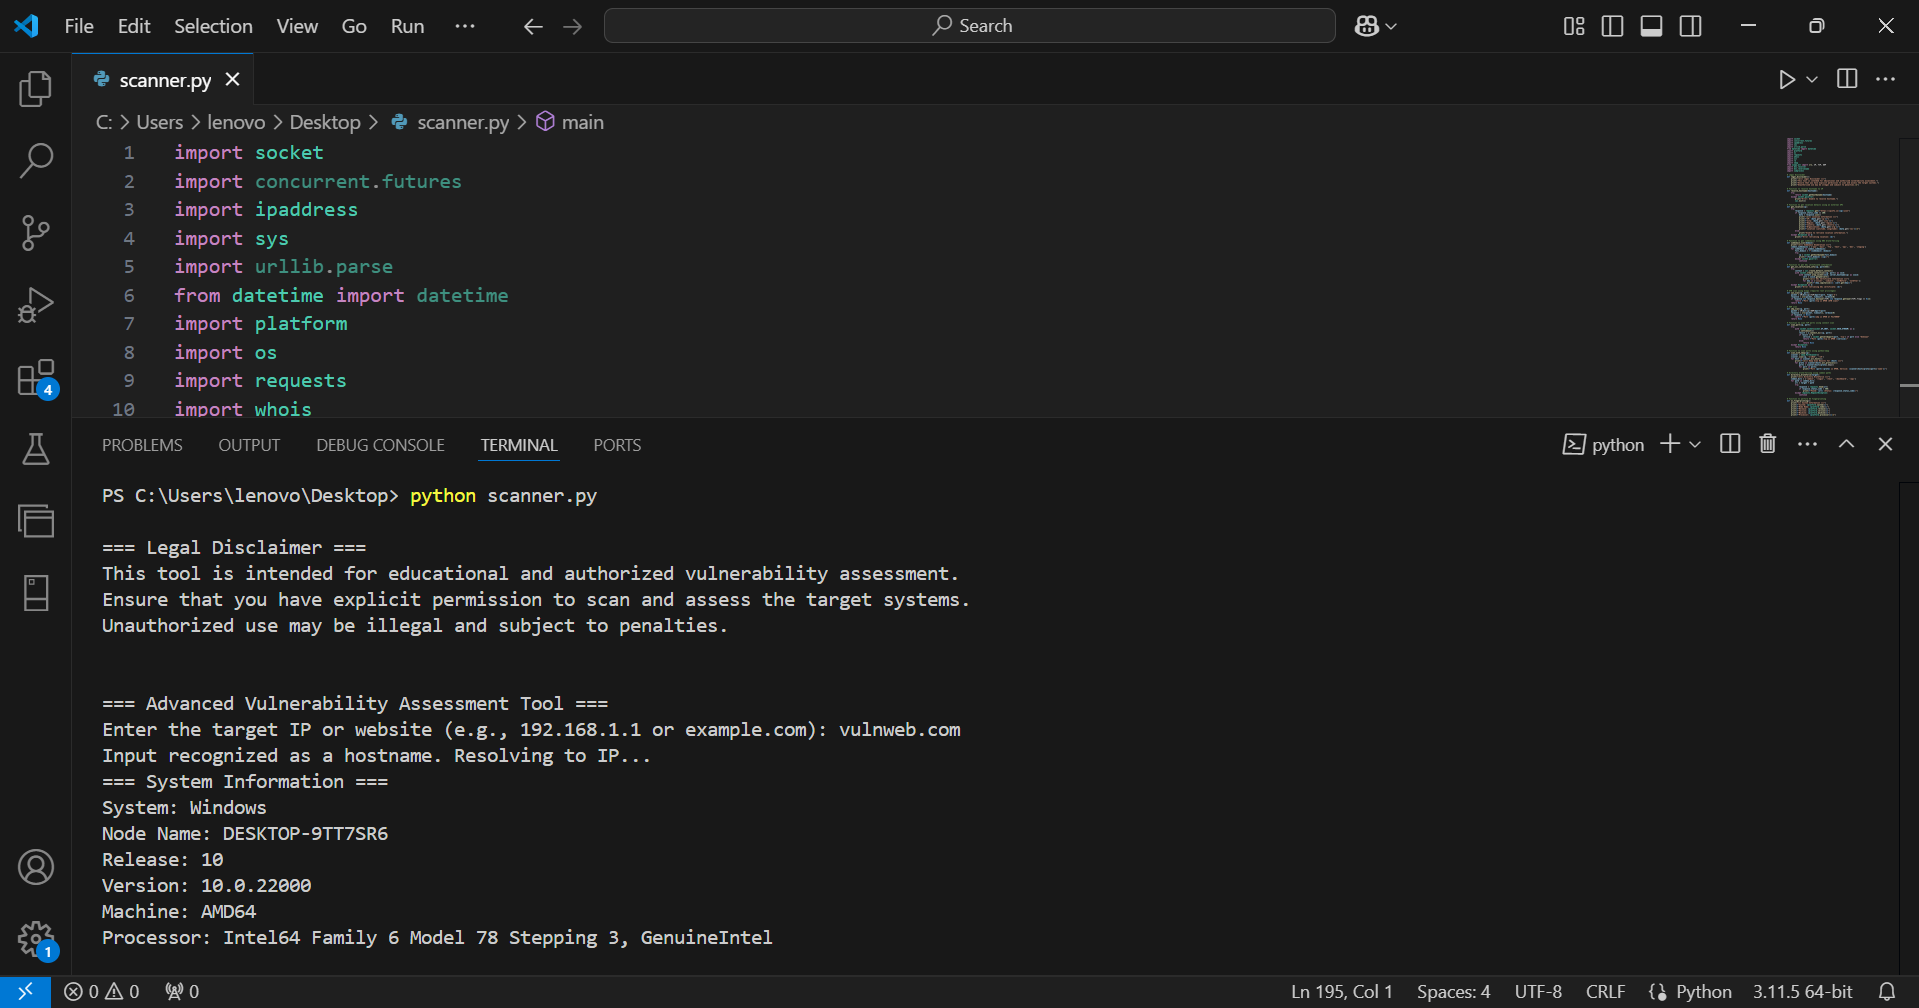 File Edit Selection View Go Run ··· Search
scanner.py
C: > Users > lenovo > Desktop > scanner.py > main
1 import socket
2 import concurrent.futures
3 import ipaddress
4 import sys
5 import urllib.parse
6 from datetime import datetime
7 import platform
8 import os
9 import requests
10 import whois
4
PROBLEMS OUTPUT DEBUG CONSOLE TERMINAL PORTS python
PS C:\Users\lenovo\Desktop> python scanner.py
=== Legal Disclaimer ===
This tool is intended for educational and authorized vulnerability assessment.
Ensure that you have explicit permission to scan and assess the target systems.
Unauthorized use may be illegal and subject to penalties.
=== Advanced Vulnerability Assessment Tool ===
Enter the target IP or website (e.g., 192.168.1.1 or example.com): vulnweb.com
Input recognized as a hostname. Resolving to IP...
=== System Information ===
System: Windows
Node Name: DESKTOP-9TT7SR6
Release: 10
Version: 10.0.22000
Machine: AMD64
Processor: Intel64 Family 6 Model 78 Stepping 3, GenuineIntel
1
0 0 0 Ln 195, Col 1 Spaces: 4 UTF-8 CRLF Python 3.11.5 64-bit